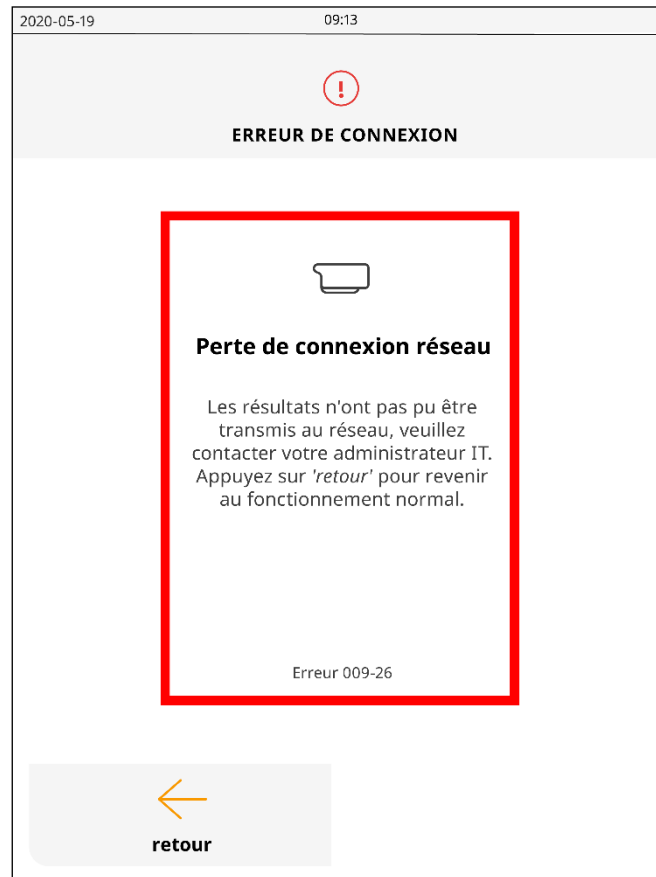 2020-05-19 09:13
ERREUR DE CONNEXION
Perte de connexion réseau
Les résultats n'ont pas pu être
transmis au réseau, veuillez
contacter votre administrateur IT.
Appuyez sur 'retour' pour revenir
au fonctionnement normal.
Erreur 009-26
retour